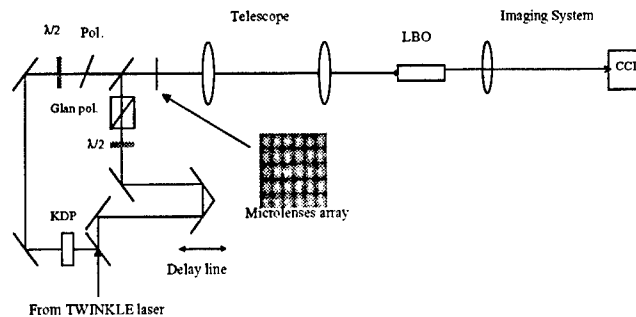 Telescope
Imaging System
λ/2
Pol.
LBO
CCD
Glan pol.
λ/2
Microlenses array
KDP
Delay line
From TWINKLE laser